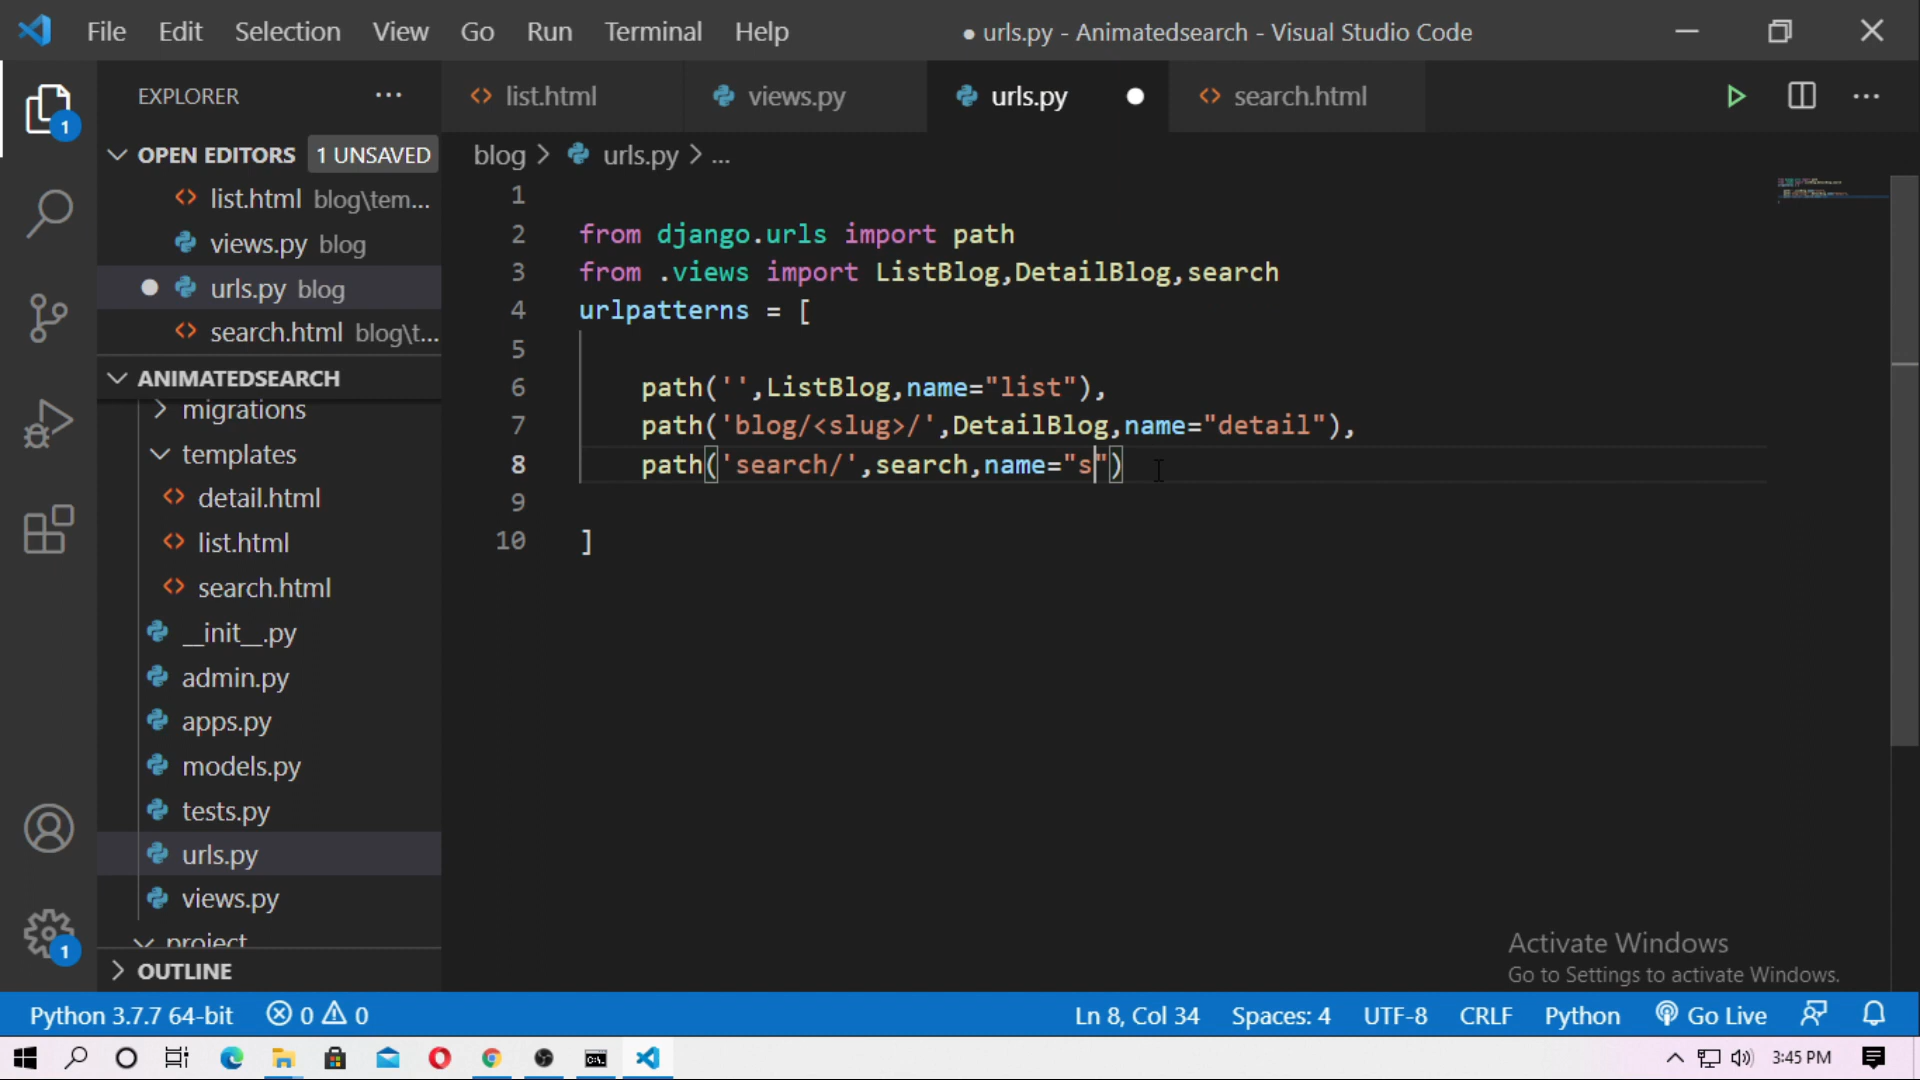 File Edit Selection View Go Run Terminal Help
● urls.py - Animatedsearch - Visual Studio Code
EXPLORER ···
list.html
views.py
urls.py
search.html
OPEN EDITORS 1 UNSAVED
blog > urls.py > ...
list.html blog\tem...
views.py blog
urls.py blog
search.html blog\t...
ANIMATEDSEARCH
migrations
templates
detail.html
list.html
search.html
__init__.py
admin.py
apps.py
models.py
tests.py
urls.py
views.py
project
OUTLINE
1
2 from django.urls import path
3 from .views import ListBlog,DetailBlog,search
4 urlpatterns = [
5
6 path('',ListBlog,name="list"),
7 path('blog/<slug>/',DetailBlog,name="detail"),
8 path('search/',search,name="s")
9
10 ]
1
1
Activate Windows
Go to Settings to activate Windows.
Python 3.7.7 64-bit 0 0 Ln 8, Col 34 Spaces: 4 UTF-8 CRLF Python Go Live
3:45 PM